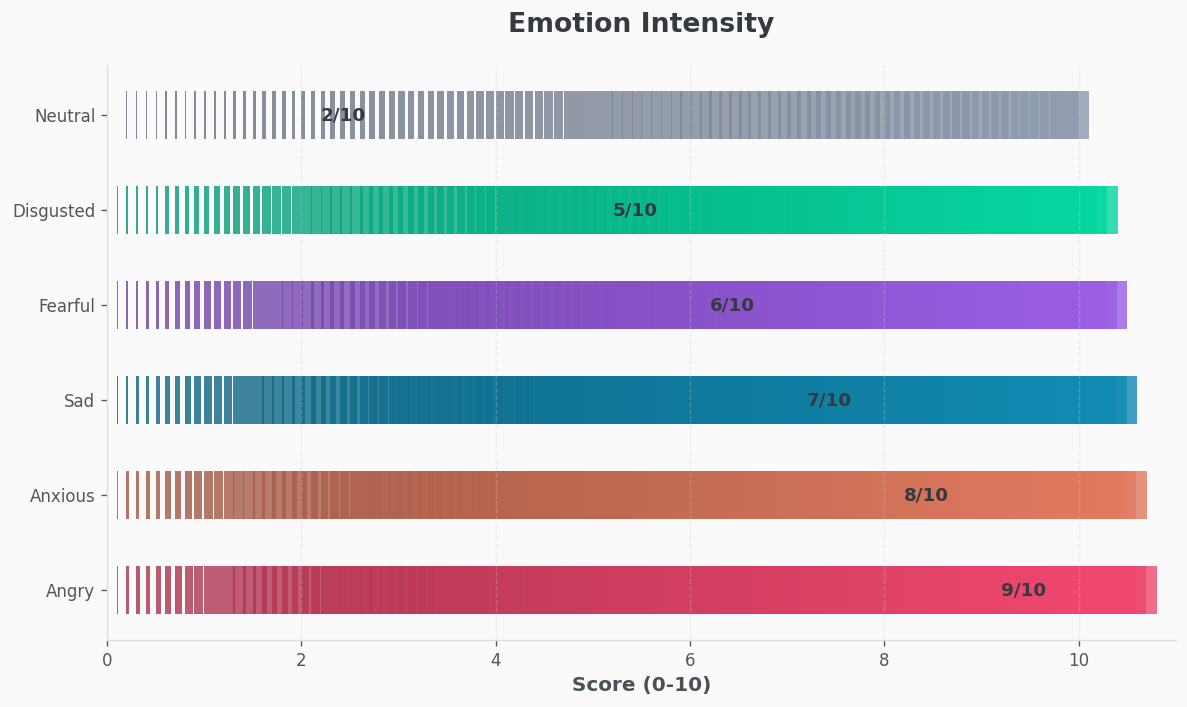 Emotion Intensity
Neutral
2/10
Disgusted
5/10
Fearful
6/10
Sad
7/10
Anxious
8/10
Angry
9/10
0 2 4 6 8 10
Score (0-10)